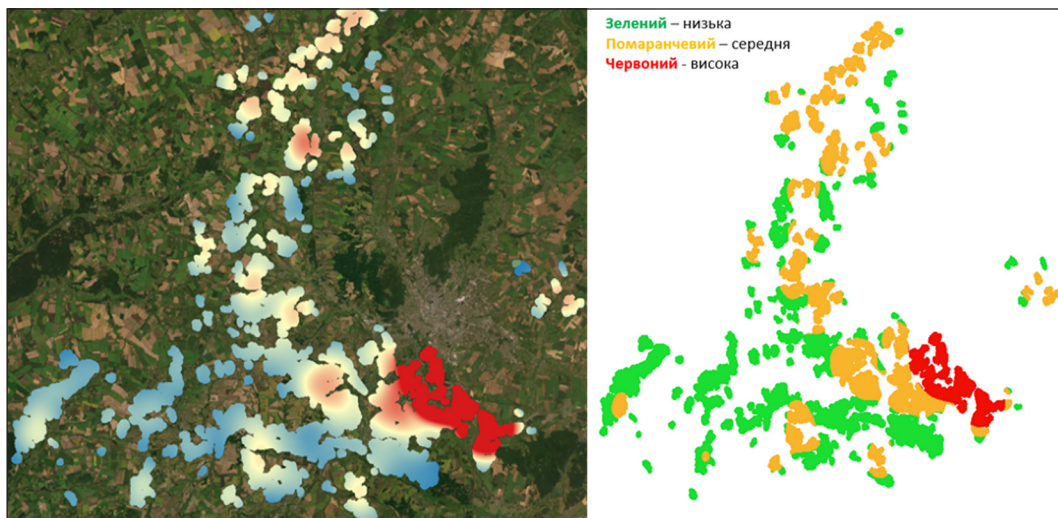 Зелений – низька
Помаранчевий – середня
Червоний - висока